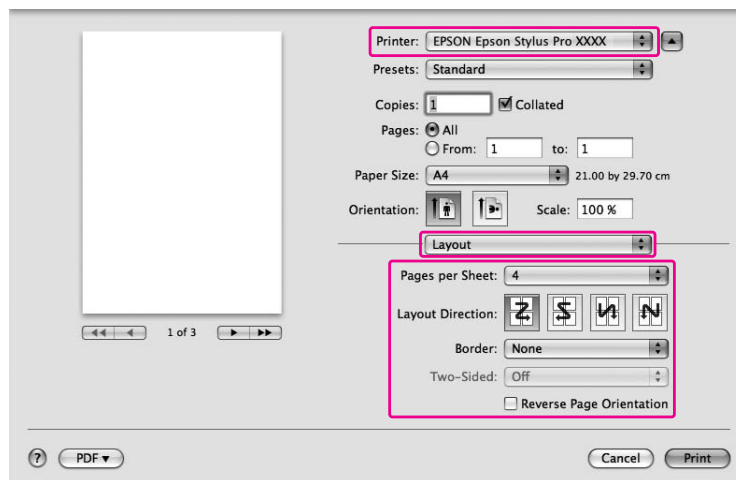 Printer: EPSON Epson Stylus Pro XXXX
Presets: Standard
Copies: 1 Collated
Pages: All
From: 1 to: 1
Paper Size: A4 21.00 by 29.70 cm
Orientation: Scale: 100 %
Layout
Pages per Sheet: 4
Layout Direction:
Border: None
Two-Sided: Off
Reverse Page Orientation
1 of 3
? PDF▼ Cancel Print